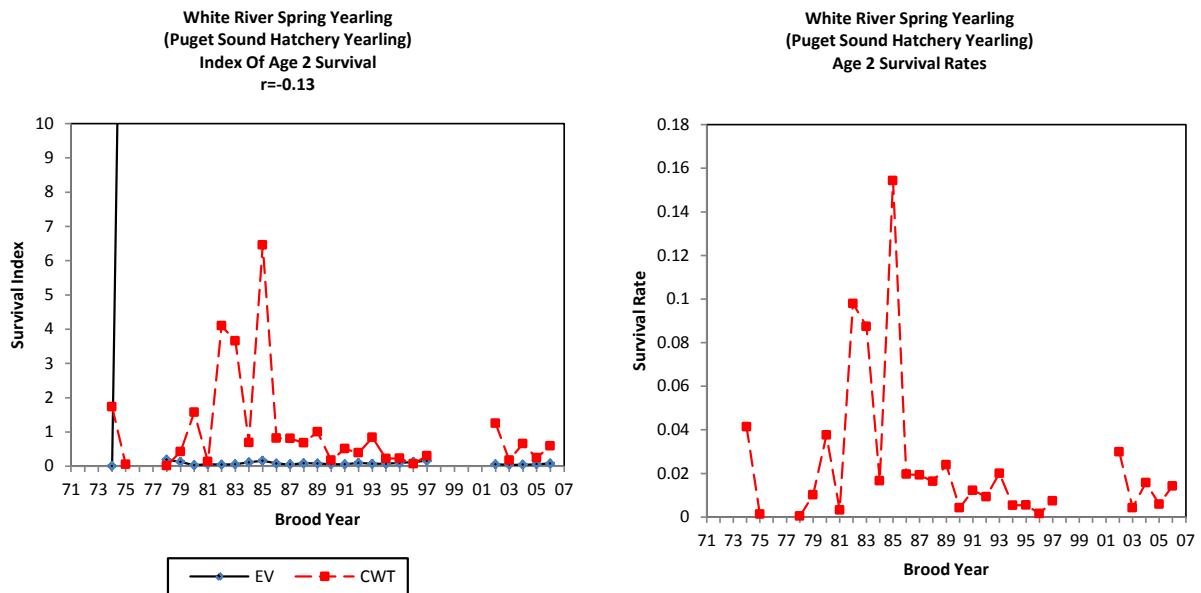 White River Spring Yearling
(Puget Sound Hatchery Yearling)
Index Of Age 2 Survival
r=-0.13
10
9
8
7
6
5
4
3
2
1
0
Survival Index
71 73 75 77 79 81 83 85 87 89 91 93 95 97 99 01 03 05 07
Brood Year
EV CWT
White River Spring Yearling
(Puget Sound Hatchery Yearling)
Age 2 Survival Rates
0.18
0.16
0.14
0.12
0.1
0.08
0.06
0.04
0.02
0
Survival Rate
71 73 75 77 79 81 83 85 87 89 91 93 95 97 99 01 03 05 07
Brood Year